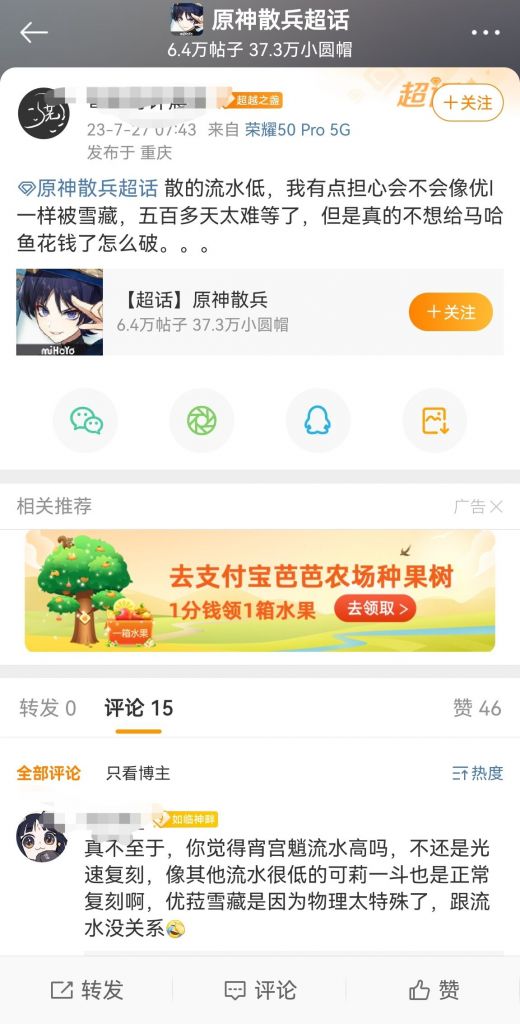 原神散兵超话
6.4万帖子 37.3万小圆帽
超越之盏
＋关注
23-7-27 07:43 来自 荣耀50 Pro 5G
发布于 重庆
原神散兵超话 散的流水低，我有点担心会不会像优l
一样被雪藏，五百多天太难等了，但是真的不想给马哈
鱼花钱了怎么破。。。
【超话】原神散兵
6.4万帖子 37.3万小圆帽
＋关注
miHoYo
相关推荐
广告
去支付宝芭芭农场种果树
1分钱领1箱水果
去领取 >
一箱水果
转发 0
评论 15
赞 46
全部评论
只看博主
热度
如临神畔
真不至于，你觉得宵宫魈流水高吗，不还是光
速复刻，像其他流水很低的可莉一斗也是正常
复刻啊，优菈雪藏是因为物理太特殊了，跟流
水没关系
转发
评论
赞